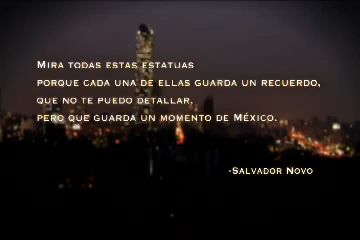 Mira todas estas estatuas
porque cada una de ellas guarda un recuerdo,
que no te puedo detallar,
pero que guarda un momento de México.
-Salvador Novo